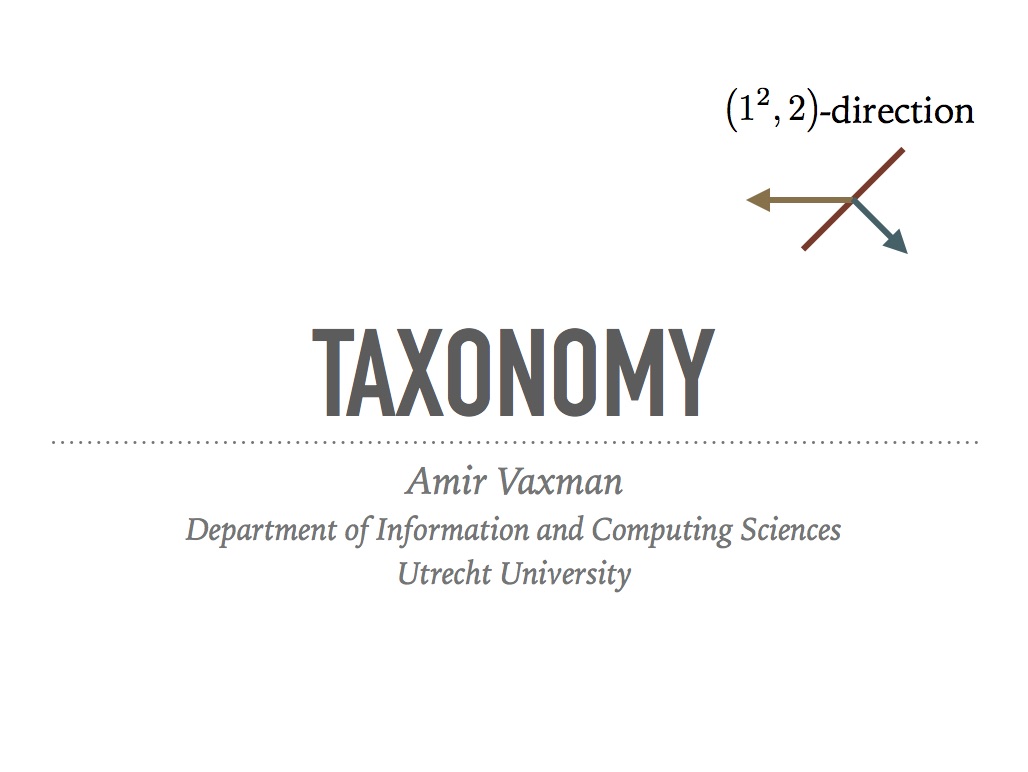 (1², 2)-direction
TAXONOMY
Amir Vaxman
Department of Information and Computing Sciences
Utrecht University